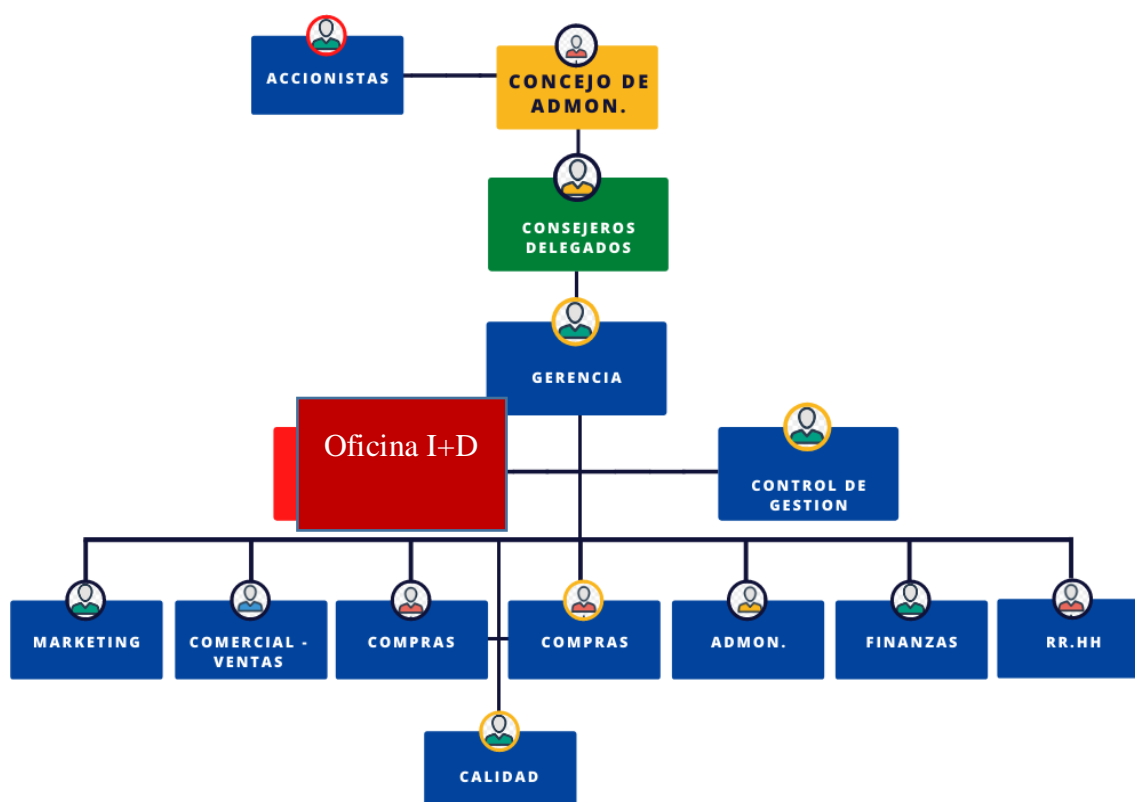 ACCIONISTAS
CONCEJO DE
ADMON.
CONSEJEROS
DELEGADOS
GERENCIA
Oficina I+D
CONTROL DE
GESTION
MARKETING
COMERCIAL -
VENTAS
COMPRAS
COMPRAS
ADMON.
FINANZAS
RR.HH
CALIDAD